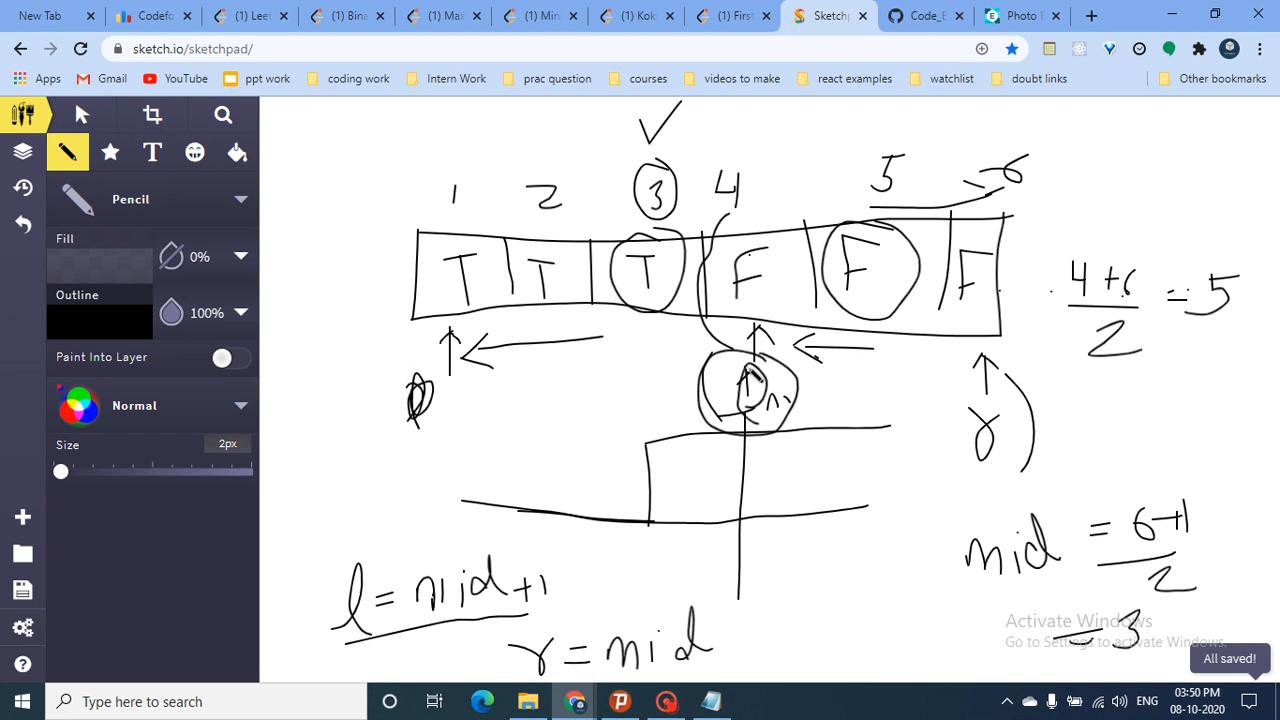 New Tab
Codefo
(1) Leet
(1) Bina
(1) Max
(1) Mini
(1) Kok
(1) First
Sketchp
Code_E
Photo E
sketch.io/sketchpad/
Apps
Gmail
YouTube
ppt work
coding work
Intern Work
prac question
courses
videos to make
react examples
watchlist
doubt links
Other bookmarks
Pencil
Fill
0%
Outline
100%
Paint Into Layer
Normal
Size
2px
1 2 3 4 5 6
T T T F F F
4+6
2
=5
r
mid = 6+1
2
= 3
l = mid+1
r = mid
Activate Windows
Go to Settings to activate Windows.
All saved!
Type here to search
ENG
03:50 PM
08-10-2020